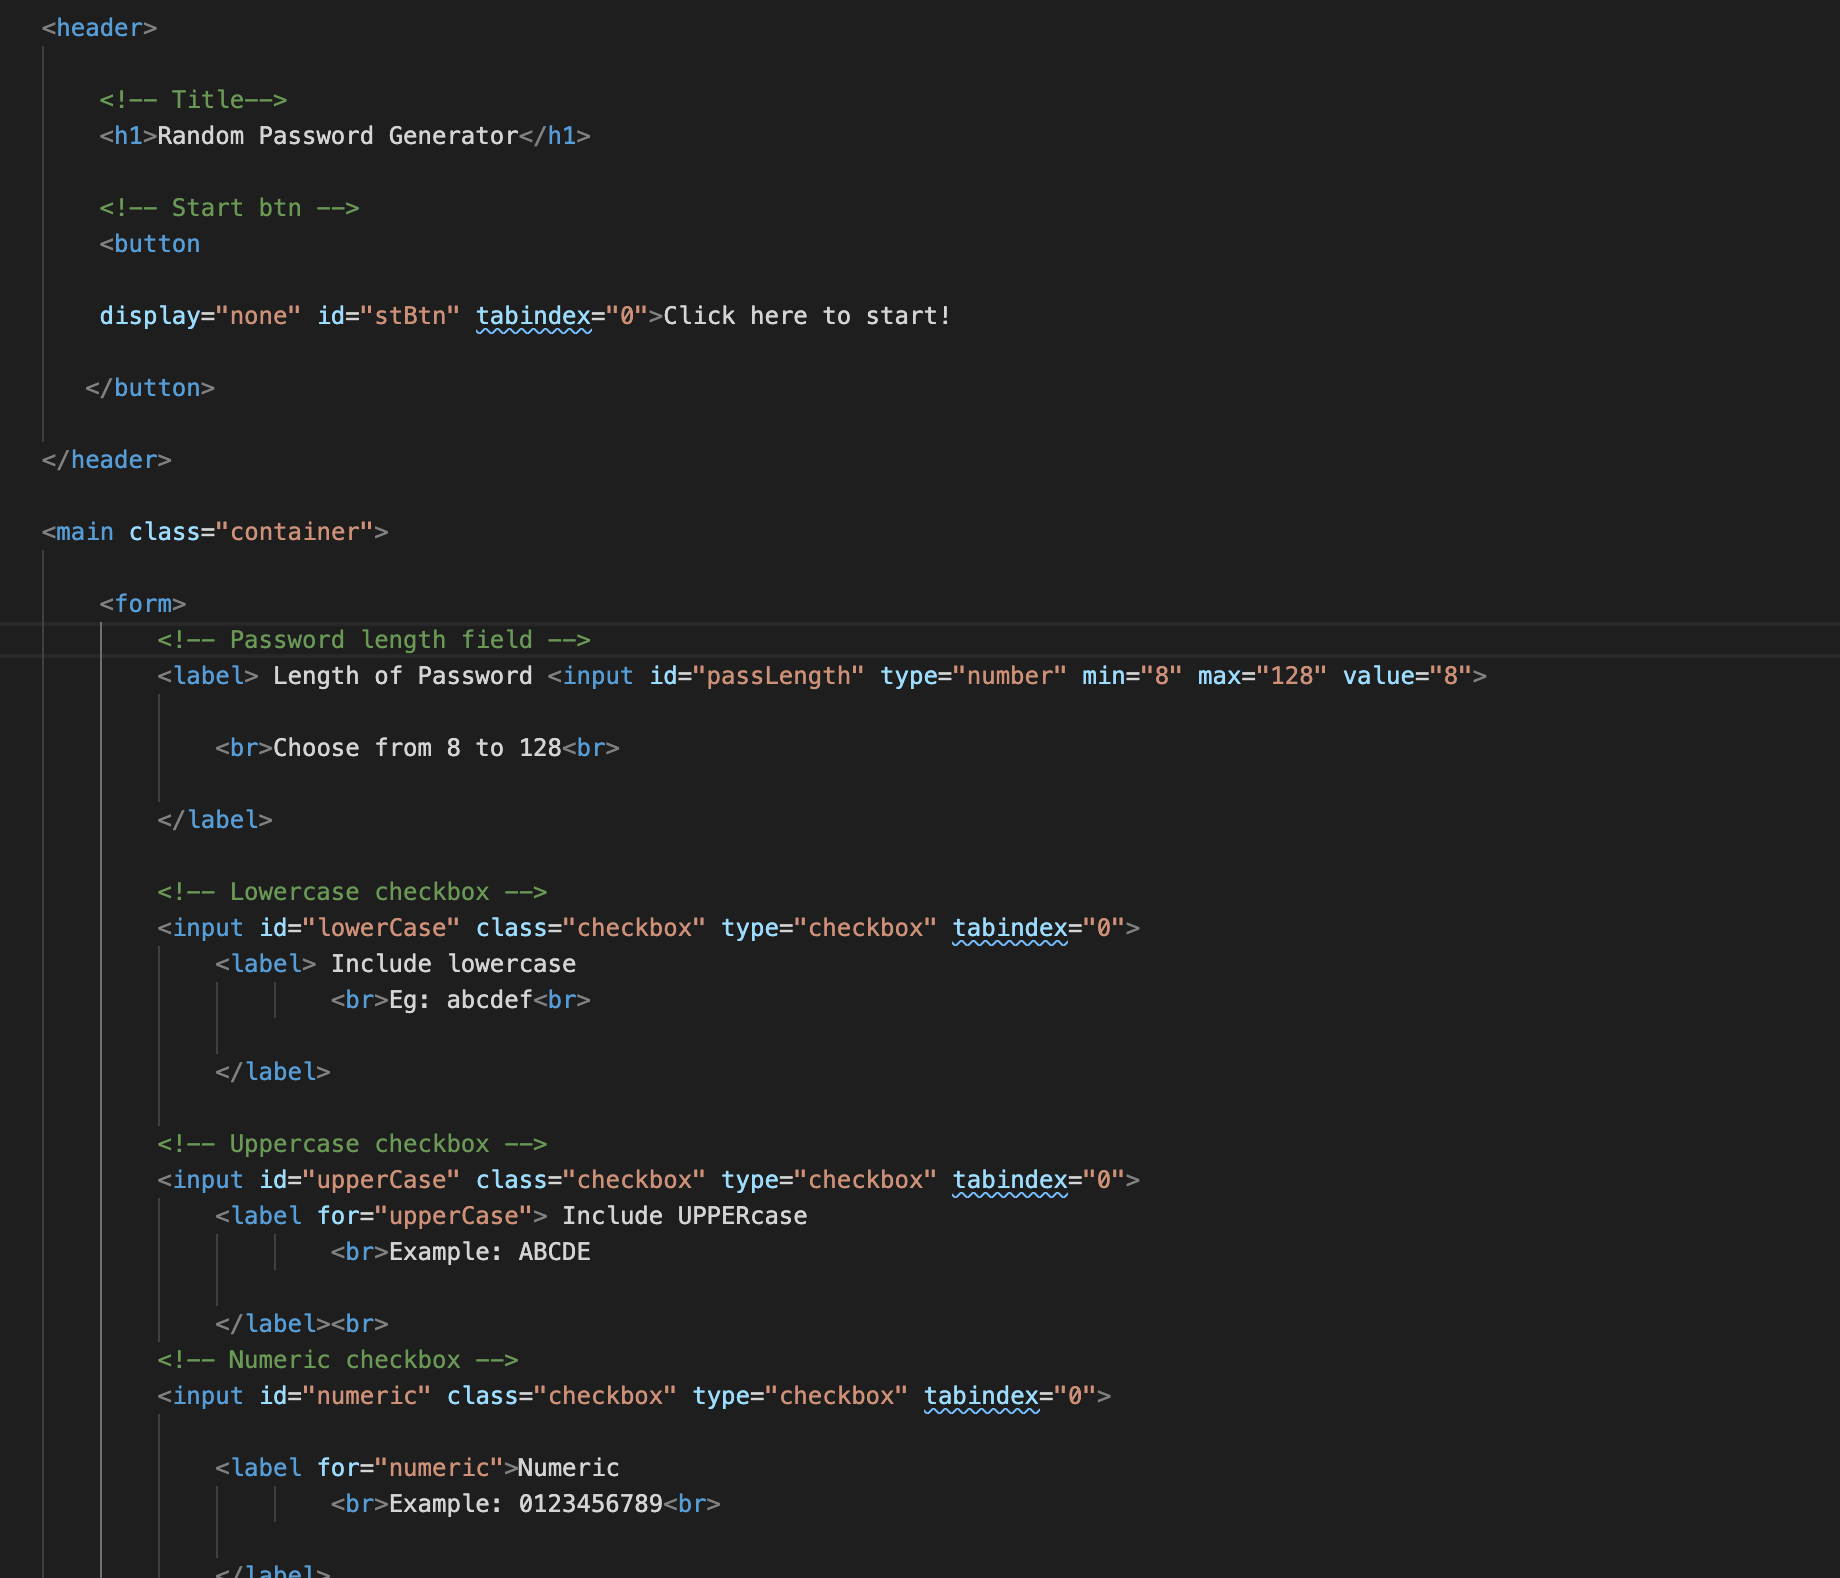 <header>
<!-- Title-->
<h1>Random Password Generator</h1>
<!-- Start btn -->
<button
display="none" id="stBtn" tabindex="0">Click here to start!
</button>
</header>
<main class="container">
<form>
<!-- Password length field -->
<label> Length of Password <input id="passLength" type="number" min="8" max="128" value="8">
<br>Choose from 8 to 128<br>
</label>
<!-- Lowercase checkbox -->
<input id="lowerCase" class="checkbox" type="checkbox" tabindex="0">
<label> Include lowercase
<br>Eg: abcdef<br>
</label>
<!-- Uppercase checkbox -->
<input id="upperCase" class="checkbox" type="checkbox" tabindex="0">
<label for="upperCase"> Include UPPERcase
<br>Example: ABCDE
</label><br>
<!-- Numeric checkbox -->
<input id="numeric" class="checkbox" type="checkbox" tabindex="0">
<label for="numeric">Numeric
<br>Example: 0123456789<br>
</label>